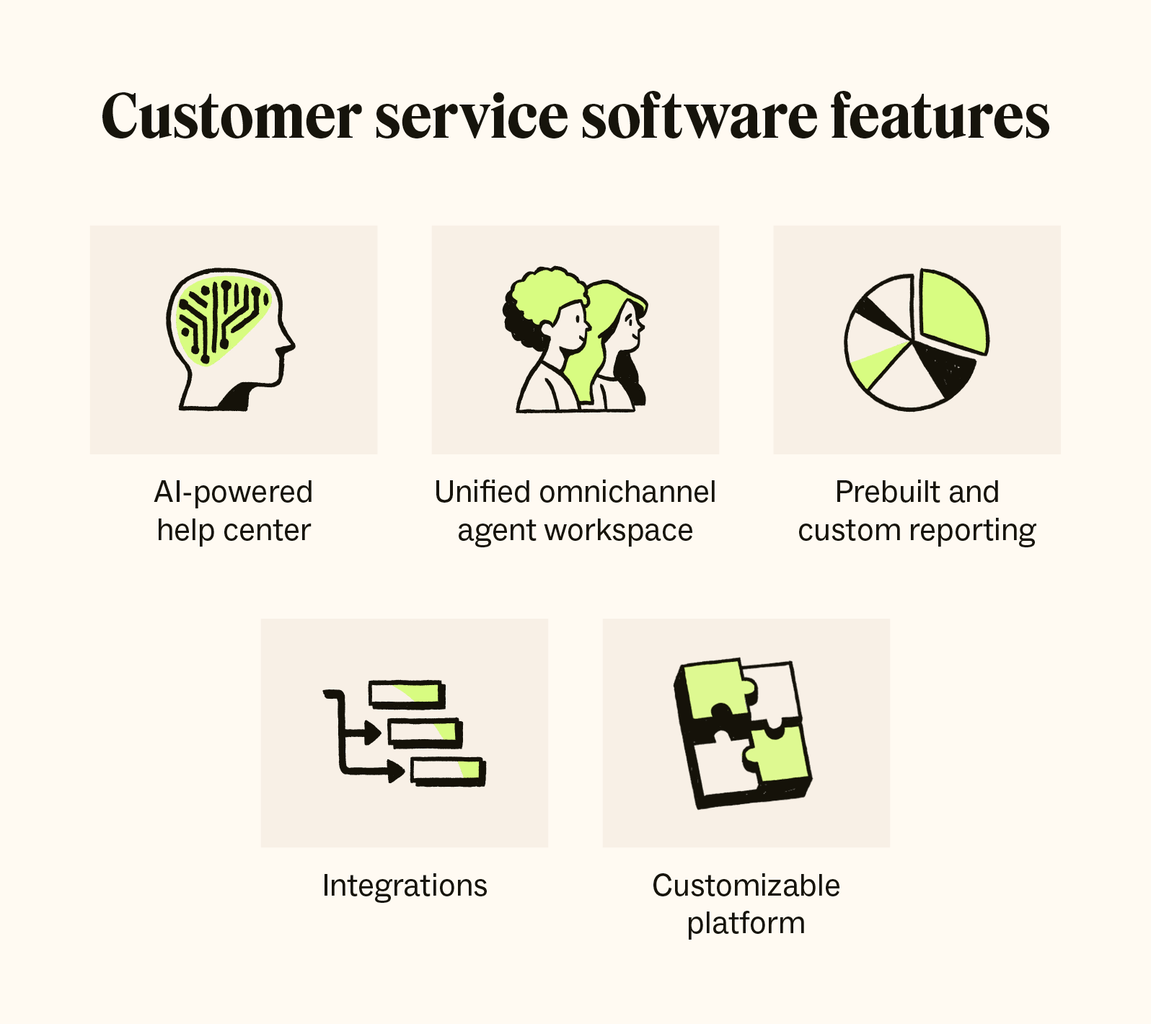 Customer service software features
AI-powered
help center
Unified omnichannel
agent workspace
Prebuilt and
custom reporting
Integrations
Customizable
platform